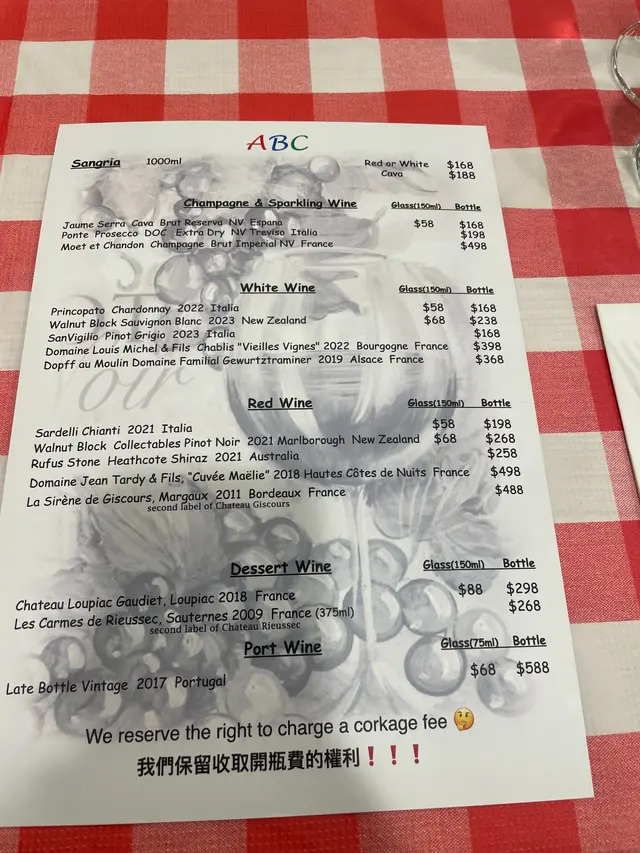 ABC
Sangria 1000ml Red or White $168
Cava $188
Champagne & Sparkling Wine Glass(150ml) Bottle
Jaume Serra Cava Brut Reserva NV Espana $58 $168
Ponte Prosecco DOC Extra Dry NV Treviso Italia $198
Moet et Chandon Champagne Brut Imperial NV France $498
White Wine Glass(150ml) Bottle
Princopato Chardonnay 2022 Italia $58 $168
Walnut Block Sauvignon Blanc 2023 New Zealand $68 $238
SanVigilio Pinot Grigio 2023 Italia $168
Domaine Louis Michel & Fils Chablis "Vieilles Vignes" 2022 Bourgogne France $398
Dopff au Moulin Domaine Familial Gewurtztraminer 2019 Alsace France $368
Red Wine Glass(150ml) Bottle
Sardelli Chianti 2021 Italia $58 $198
Walnut Block Collectables Pinot Noir 2021 Marlborough New Zealand $68 $268
Rufus Stone Heathcote Shiraz 2021 Australia $258
Domaine Jean Tardy & Fils, "Cuvée Maëlie" 2018 Hautes Côtes de Nuits France $498
La Sirène de Giscours, Margaux 2011 Bordeaux France $488
second label of Chateau Giscours
Dessert Wine Glass(150ml) Bottle
Chateau Loupiac Gaudiet, Loupiac 2018 France $88 $298
Les Carmes de Rieussec, Sauternes 2009 France (375ml) $268
second label of Chateau Rieussec
Port Wine Glass(75ml) Bottle
Late Bottle Vintage 2017 Portugal $68 $588
We reserve the right to charge a corkage fee 🤔
我們保留收取開瓶費的權利❗❗❗